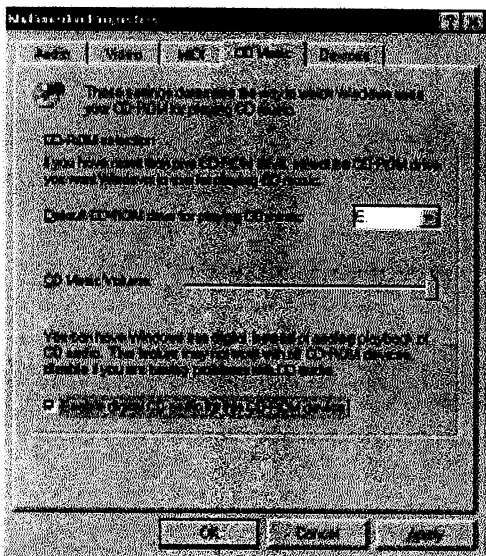 Multimedia Properties
Audio Video MIDI CD Music Devices
These settings determine the way in which Windows uses
your CD-ROM for playing CD music.
CD-ROM selection
If you have more than one CD-ROM drive, select the CD-ROM drive
you want Windows to use for playing CD music.
Default CD-ROM drive for playing CD music:
CD Music Volume:
You can have Windows use digital instead of analog playback of
CD music. This feature may not work with all CD-ROM devices,
disable if you are having problems with CD audio.
Enable digital CD audio for this CD-ROM device.
OK Cancel Apply